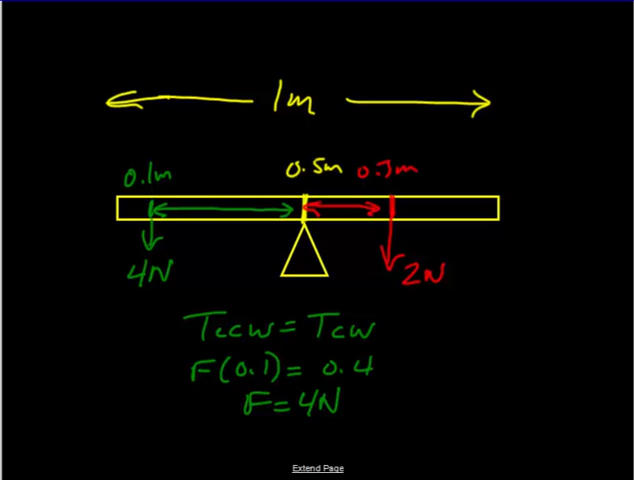 1m
0.1m 0.5m 0.7m
4N 2N
Tccw = Tcw
F(0.1) = 0.4
F = 4N
Extend Page